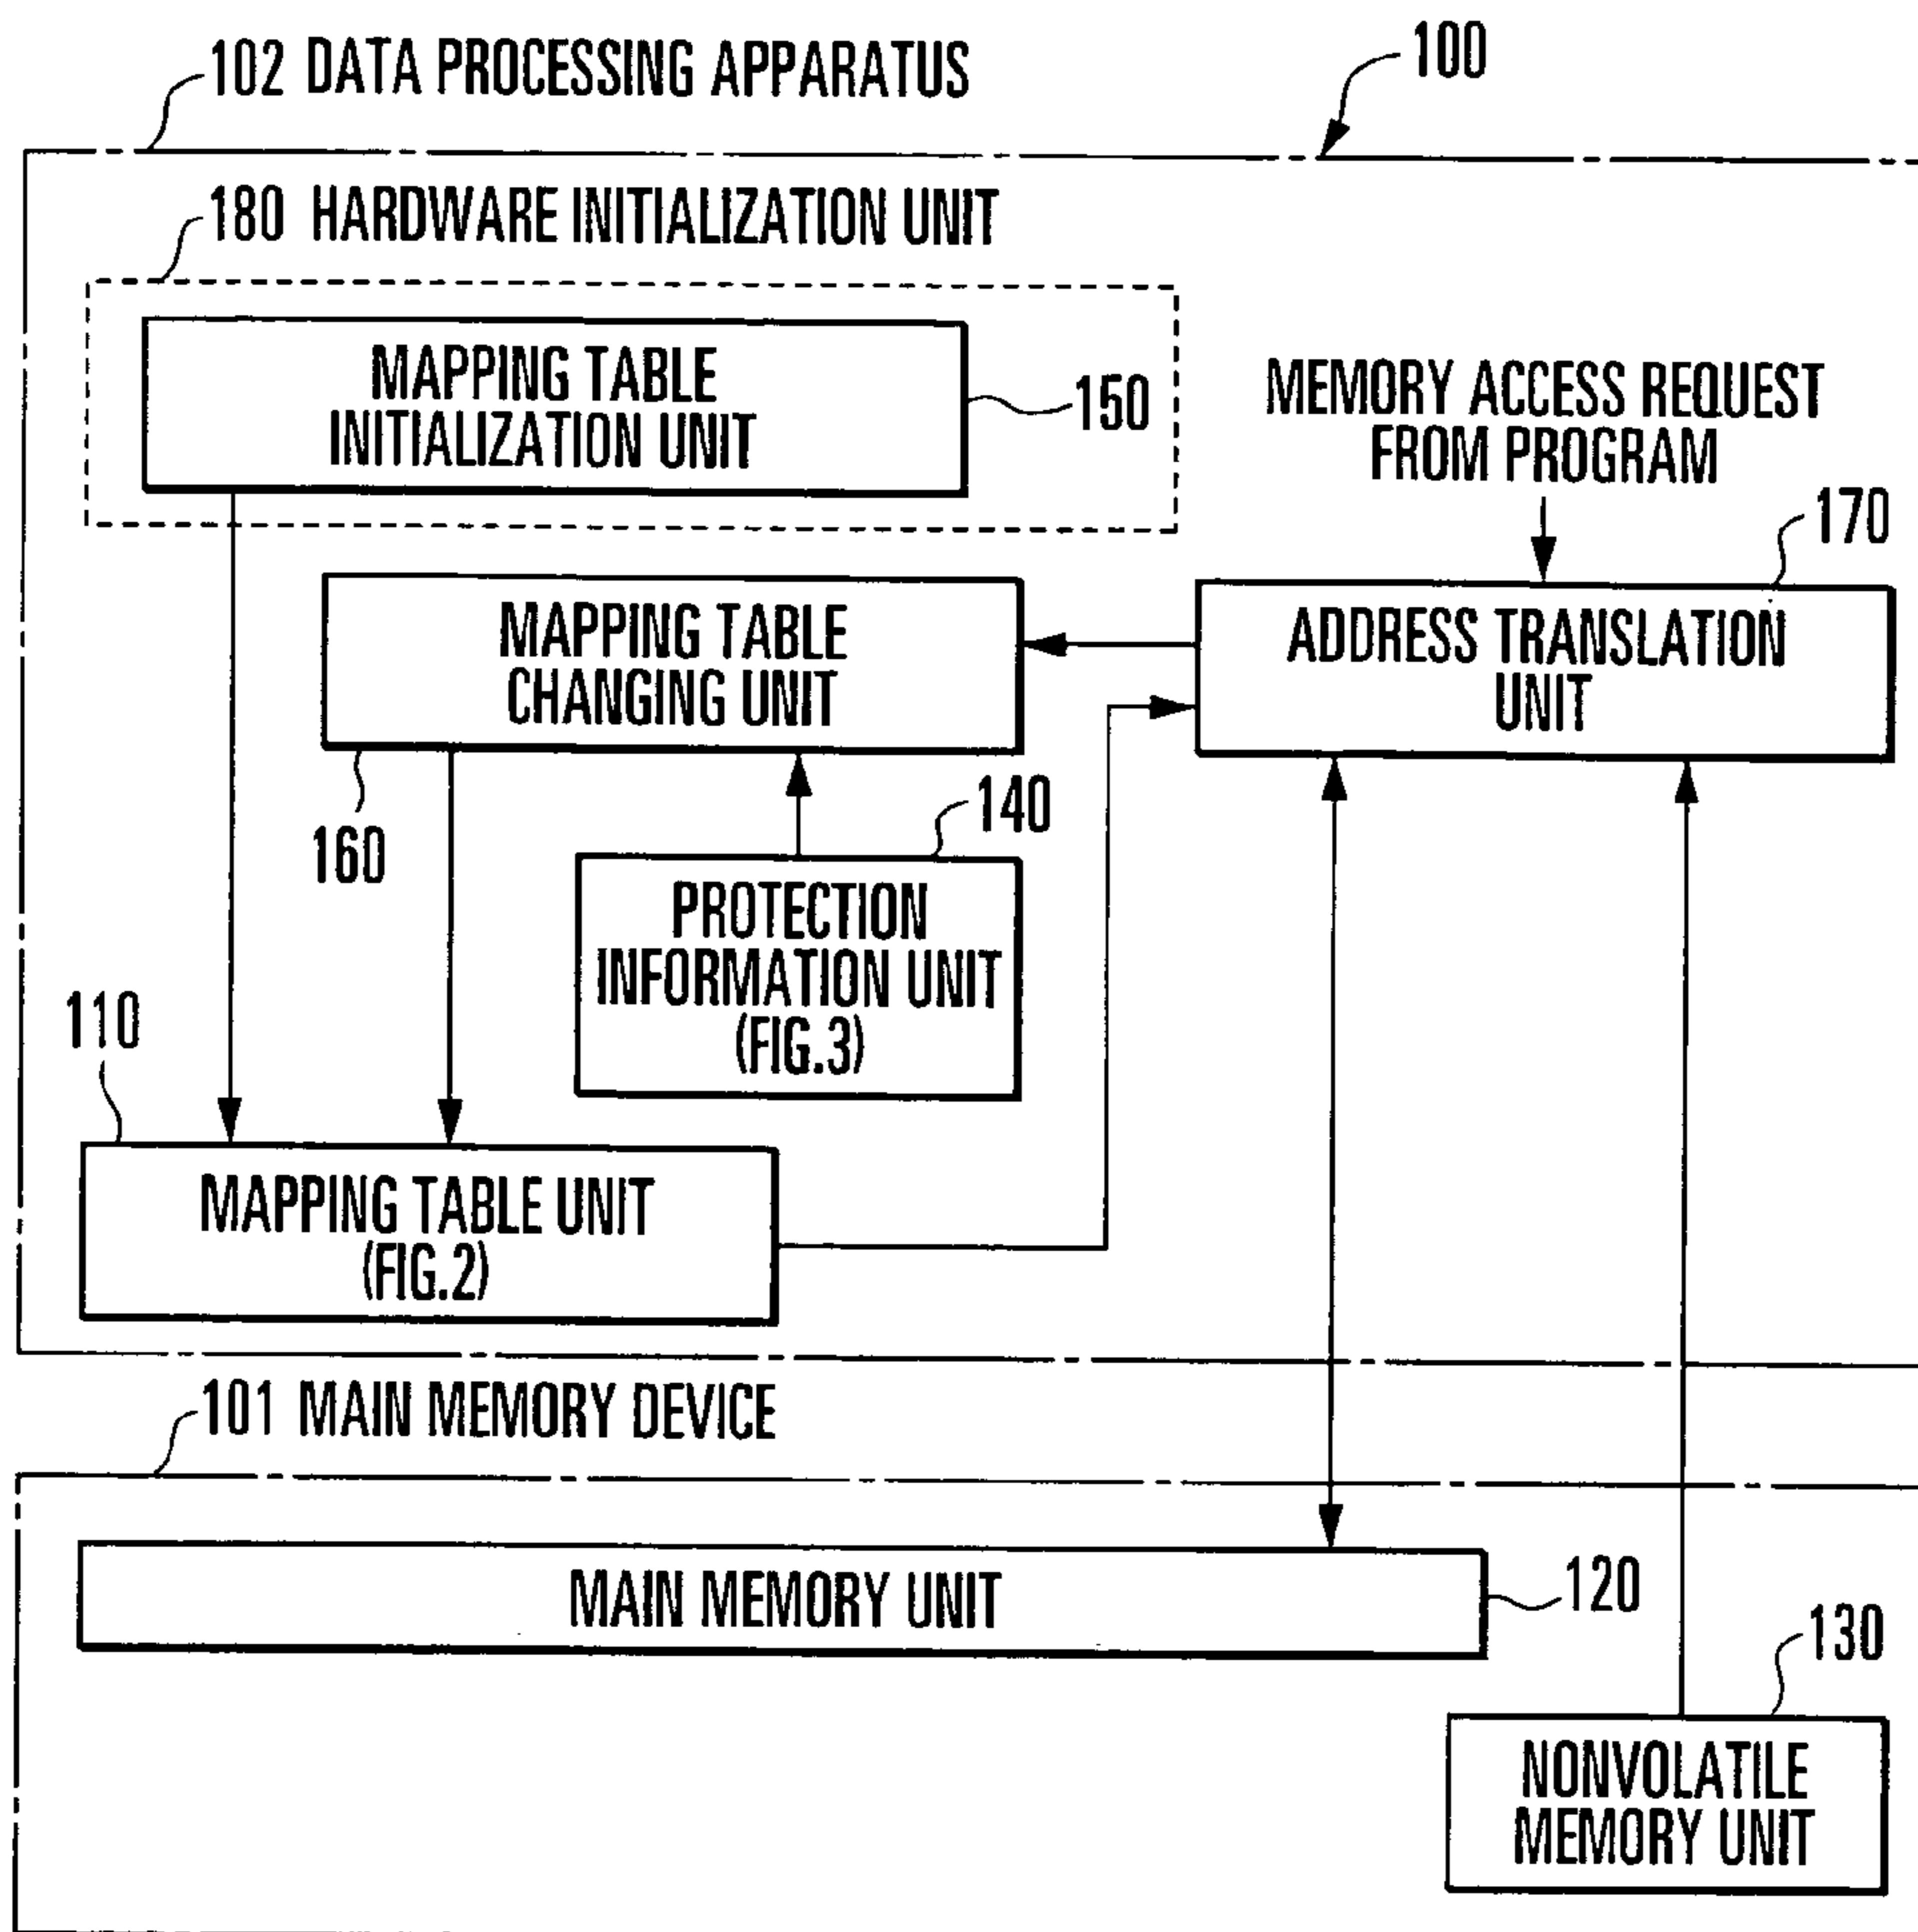 102 DATA PROCESSING APPARATUS
100
180 HARDWARE INITIALIZATION UNIT
MAPPING TABLE
INITIALIZATION UNIT
150
MEMORY ACCESS REQUEST
FROM PROGRAM
170
MAPPING TABLE
CHANGING UNIT
ADDRESS TRANSLATION
UNIT
160
140
PROTECTION
INFORMATION UNIT
(FIG.3)
110
MAPPING TABLE UNIT
(FIG.2)
101 MAIN MEMORY DEVICE
MAIN MEMORY UNIT
120
130
NONVOLATILE
MEMORY UNIT